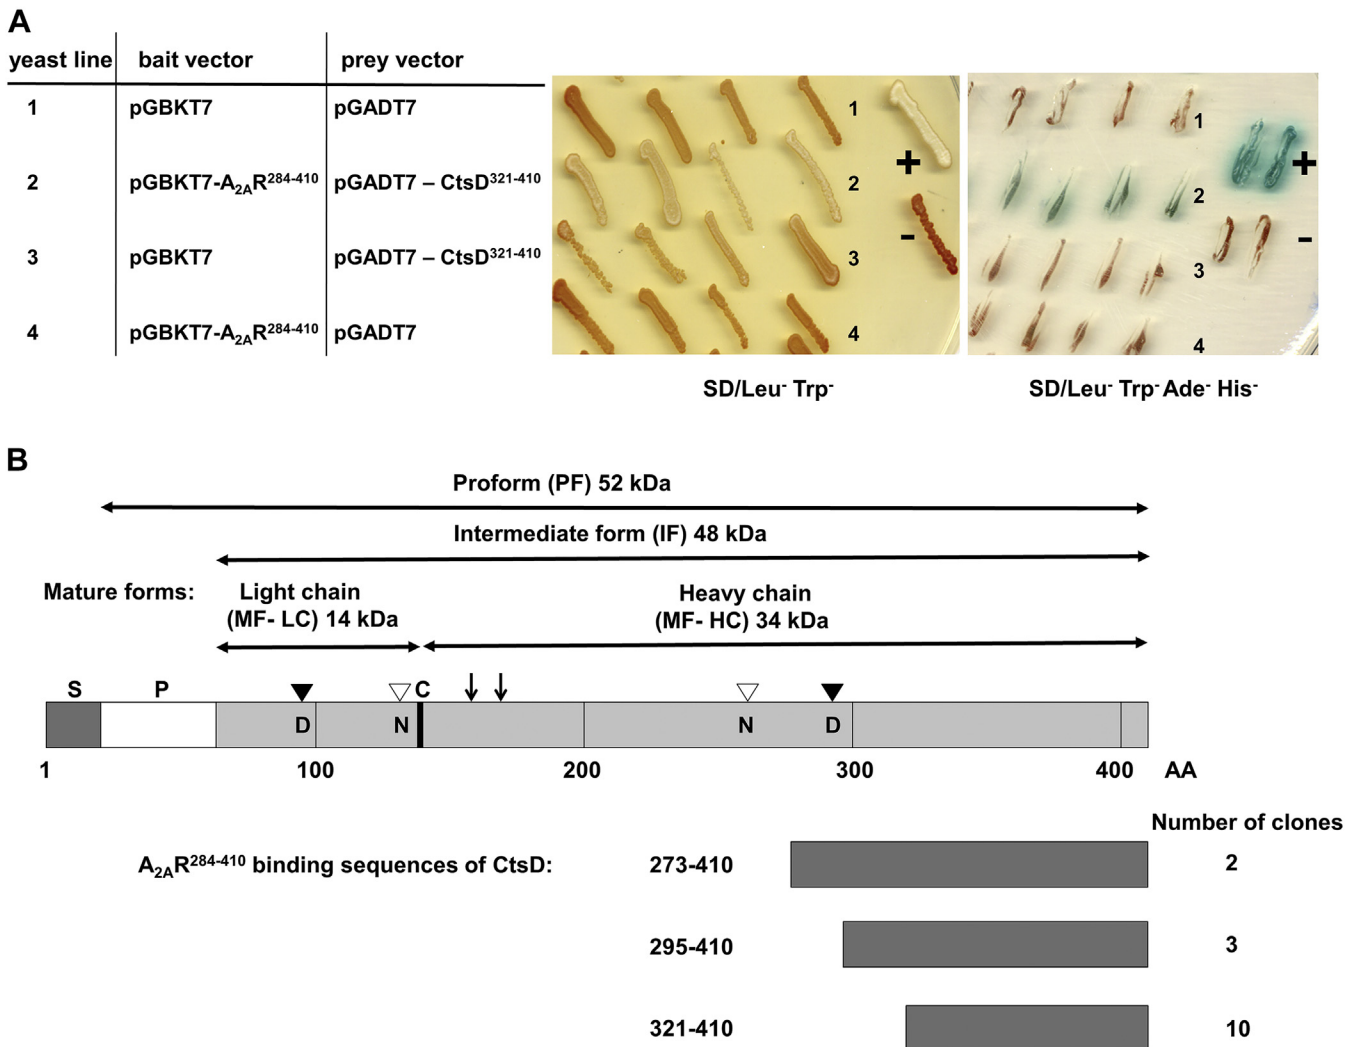 A
yeast line bait vector prey vector
1 pGBKT7 pGADT7
2 pGBKT7-A2AR284-410 pGADT7 – CtsD321-410
3 pGBKT7 pGADT7 – CtsD321-410
4 pGBKT7-A2AR284-410 pGADT7
1
2
3
4
+
-
1
2
3
4
+
-
SD/Leu- Trp-
SD/Leu- Trp- Ade- His-
B
Proform (PF) 52 kDa
Intermediate form (IF) 48 kDa
Mature forms:
Light chain
(MF- LC) 14 kDa
Heavy chain
(MF- HC) 34 kDa
S P C
D N N D
1 100 200 300 400 AA
Number of clones
A2AR284-410 binding sequences of CtsD:
273-410 2
295-410 3
321-410 10